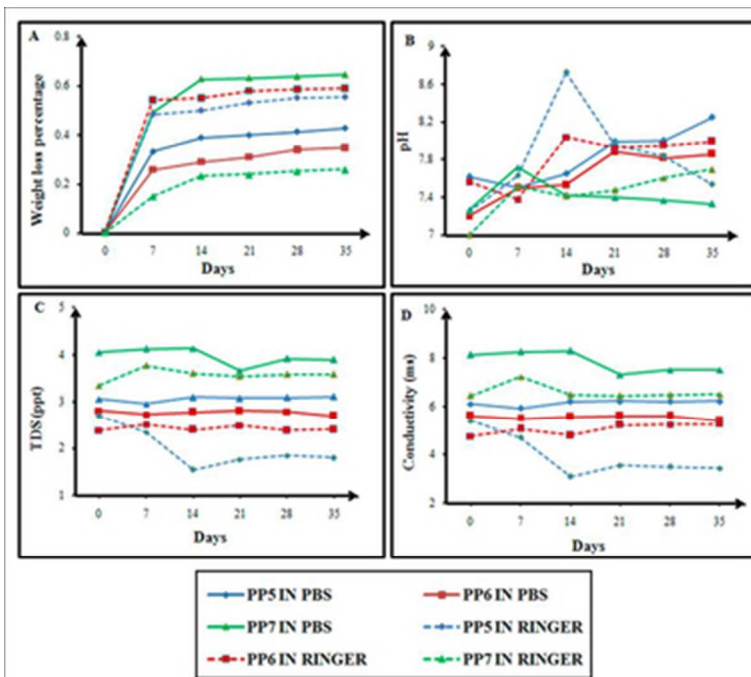 A
Weight loss percentage
0.8
0.6
0.4
0.2
0
0 7 14 21 28 35
Days
B
pH
9
8.6
8.2
7.8
7.4
7
0 7 14 21 28 35
Days
C
TDS(ppt)
5
4
3
2
1
0 7 14 21 28 35
Days
D
Conductivity (ms)
10
8
6
4
2
0 7 14 21 28 35
Days
PP5 IN PBS PP6 IN PBS
PP7 IN PBS PP5 IN RINGER
PP6 IN RINGER PP7 IN RINGER